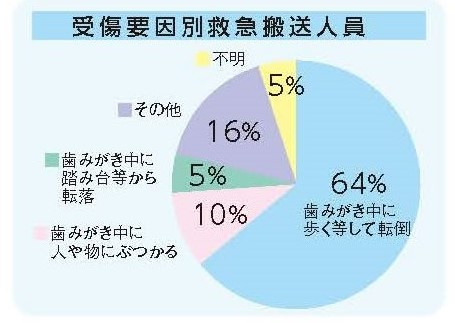 受傷要因別救急搬送人員
不明
5%
その他
16%
歯みがき中に
踏み台等から
転落
5%
歯みがき中に
人や物にぶつかる
10%
64%
歯みがき中に
歩く等して転倒